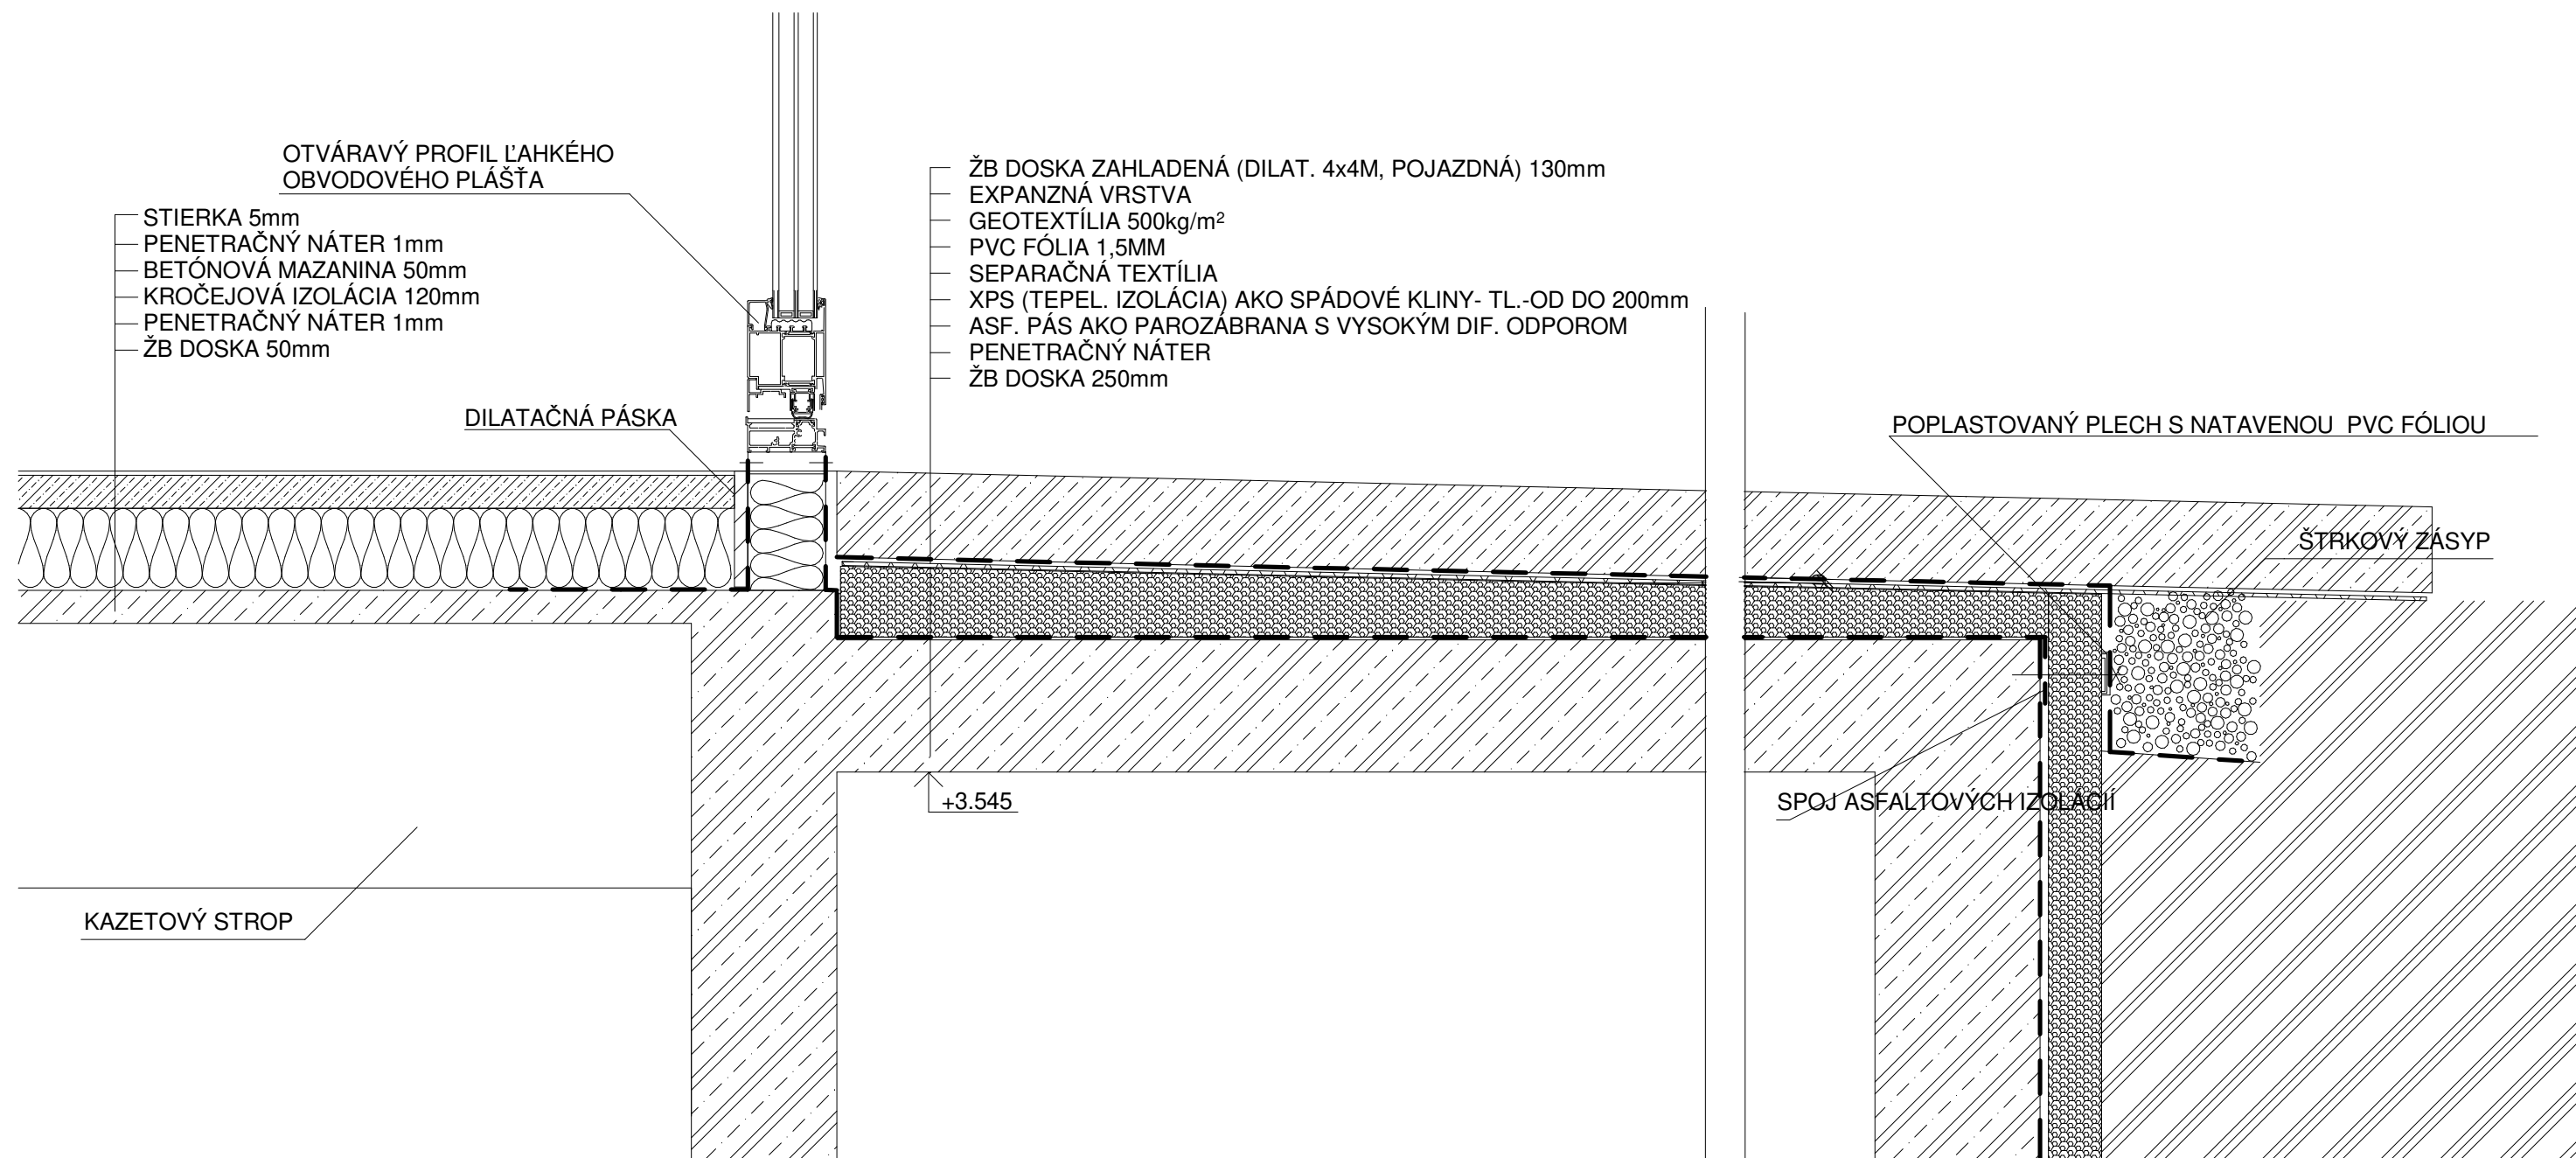 OTVÁRAVÝ PROFIL ĽAHKÉHO
OBVODOVÉHO PLÁŠŤA
STIERKA 5mm
PENETRAČNÝ NÁTER 1mm
BETÓNOVÁ MAZANINA 50mm
KROČEJOVÁ IZOLÁCIA 120mm
PENETRAČNÝ NÁTER 1mm
ŽB DOSKA 50mm
DILATAČNÁ PÁSKA
ŽB DOSKA ZAHLADENÁ (DILAT. 4x4M, POJAZDNÁ) 130mm
EXPANZNÁ VRSTVA
GEOTEXTÍLIA 500kg/m²
PVC FÓLIA 1,5MM
SEPARAČNÁ TEXTÍLIA
XPS (TEPEL. IZOLÁCIA) AKO SPÁDOVÉ KLINY- TL.-OD DO 200mm
ASF. PÁS AKO PAROZÁBRANA S VYSOKÝM DIF. ODPOROM
PENETRAČNÝ NÁTER
ŽB DOSKA 250mm
POPLASTOVANÝ PLECH S NATAVENOU PVC FÓLIOU
ŠTRKOVÝ ZÁSYP
+3.545
SPOJ ASFALTOVÝCH IZOLÁCIÍ
KAZETOVÝ STROP